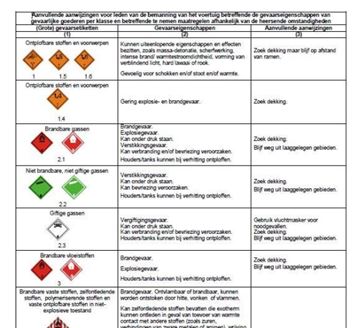 Aanvullende aanwijzingen voor leden van de bemanning van het voertuig betreffende de gevaarseigenschappen van
gevaarlijke goederen per klasse en betreffende te nemen maatregelen afhankelijk van de heersende omstandigheden
(Grote) gevaarsetiketten
Gevaarseigenschappen
Aanvullende aanwijzingen
(1)
(2)
(3)
Ontplofbare stoffen en voorwerpen
1
1.5
1.6
Kunnen uiteenlopende eigenschappen en effecten
bezitten, zoals massa-detonatie, scherfwerking,
intense brand/ warmtestroomdichtheid, vorming van
verblindend licht, hard lawaai of rook.
Gevoelig voor schokken en/of stoot en/of warmte.
Zoek dekking maar blijf op afstand
van ramen.
Ontplofbare stoffen en voorwerpen
1.4
1.4
Gering explosie- en brandgevaar.
Zoek dekking.
Brandbare gassen
2.1
Brandgevaar.
Explosiegevaar.
Kan onder druk staan.
Verstikkingsgevaar.
Kan verbranding en/of bevriezing veroorzaken.
Houders/tanks kunnen bij verhitting ontploffen.
Zoek dekking.
Blijf weg uit laaggelegen gebieden.
Niet brandbare, niet giftige gassen
2.2
Verstikkingsgevaar.
Kan onder druk staan.
Kan bevriezing veroorzaken.
Houders/tanks kunnen bij verhitting ontploffen.
Zoek dekking.
Blijf weg uit laaggelegen gebieden.
Giftige gassen
2.3
Vergiftigingsgevaar.
Kan onder druk staan.
Kan verbranding en/of bevriezing veroorzaken.
Houders/tanks kunnen bij verhitting ontploffen.
Gebruik vluchtmasker voor
noodgevallen.
Zoek dekking.
Blijf weg uit laaggelegen gebieden.
Brandbare vloeistoffen
3
Brandgevaar.
Explosiegevaar.
Houders/tanks kunnen bij verhitting ontploffen.
Zoek dekking.
Blijf weg uit laaggelegen gebieden.
Brandbare vaste stoffen, zelfontledende
stoffen, polymeriserende stoffen en
vaste ontplofbare stoffen in niet-
explosieve toestand
Brandgevaar. Ontvlambaar of brandbaar, kunnen
worden ontstoken door hitte, vonken of vlammen.
Kan zelfontledende stoffen bevatten die exotherm
kunnen ontleden in geval van toevoer van warmte
contact met andere stoffen (zoals zuren,